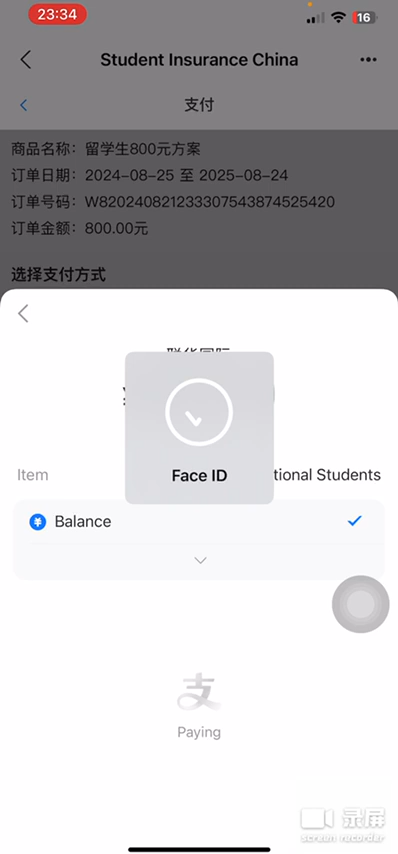 23:34
16
Student Insurance China
支付
商品名称：留学生800元方案
订单日期：2024-08-25 至 2025-08-24
订单号码：W820240821233307543874525420
订单金额：800.00元
选择支付方式
Face ID
Item
tional Students
Balance
支
Paying
录屏
screen recorder